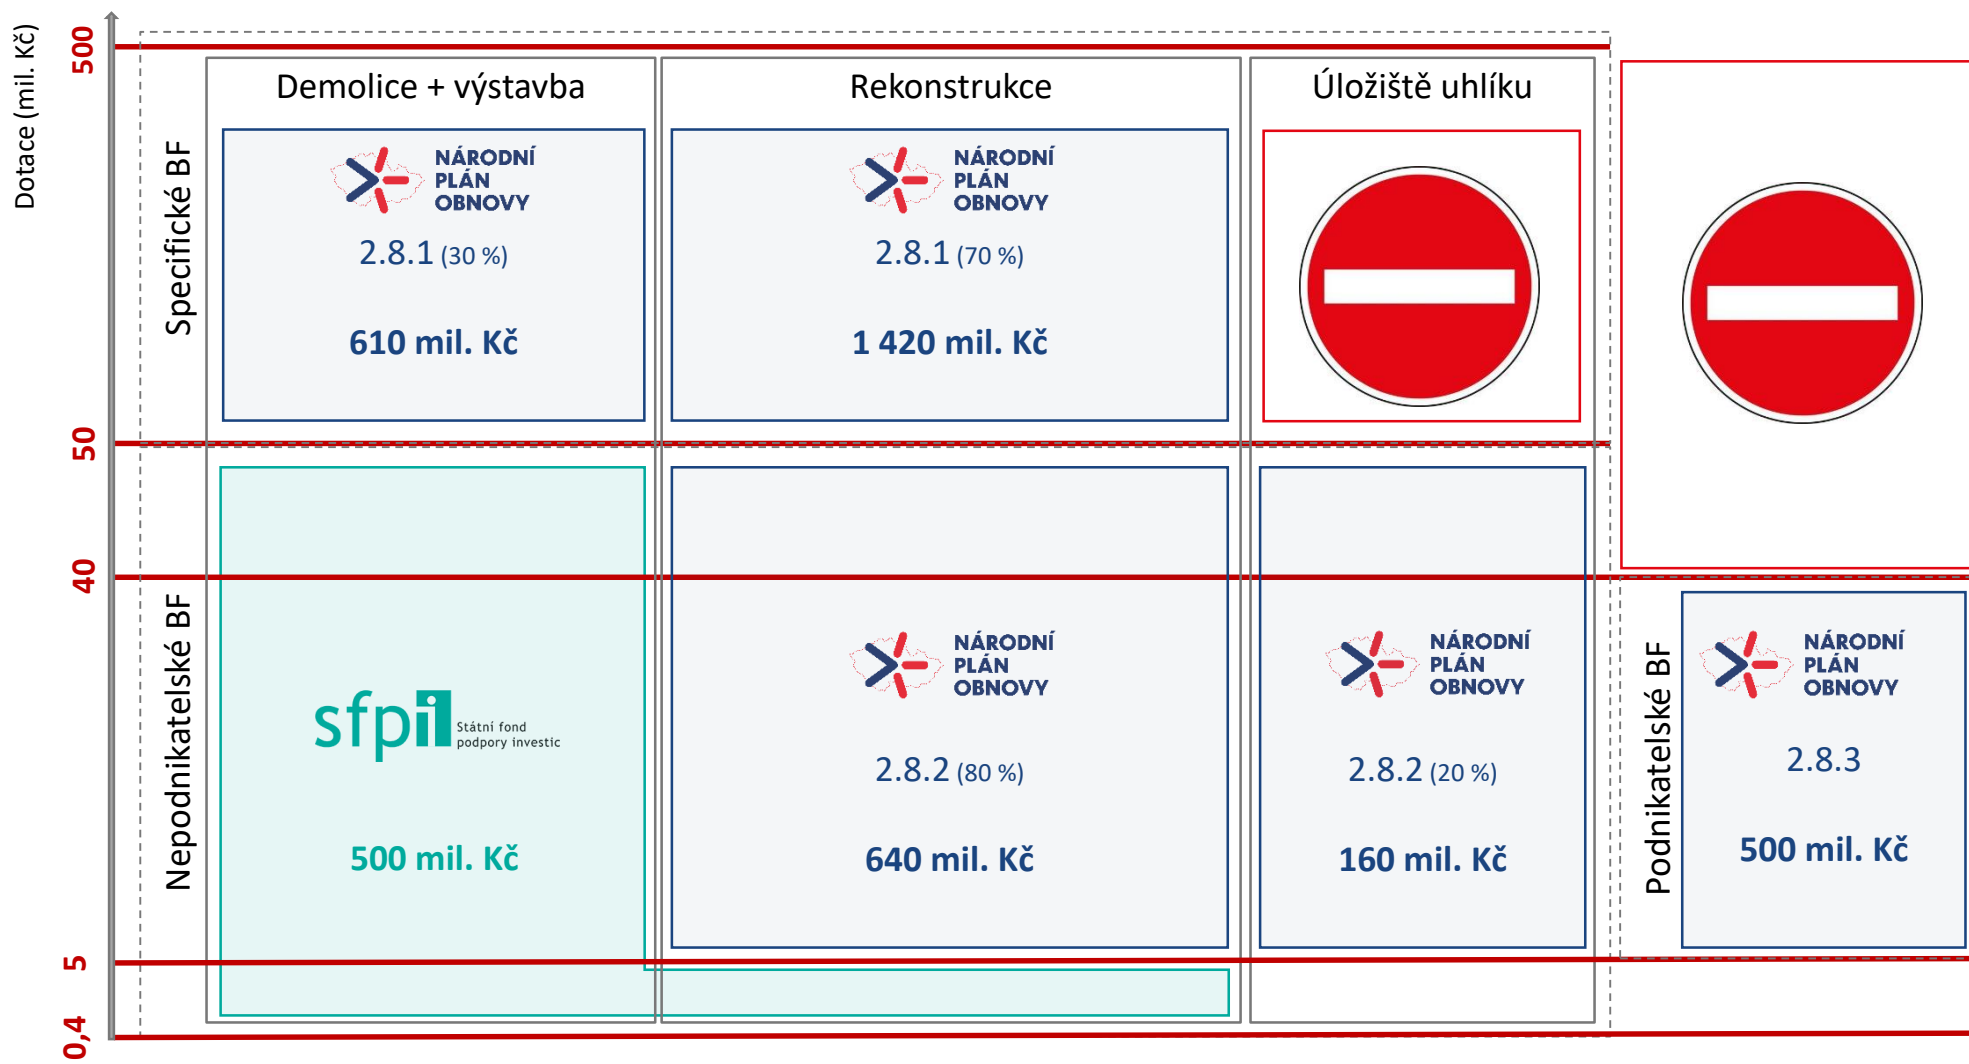 Dotace (mil. Kč)
500
50
40
5
0,4
Specifické BF
Demolice + výstavba
NÁRODNÍ
PLÁN
OBNOVY
2.8.1 (30 %)
610 mil. Kč
Rekonstrukce
NÁRODNÍ
PLÁN
OBNOVY
2.8.1 (70 %)
1 420 mil. Kč
Úložiště uhlíku
Nepodnikatelské BF
sfpi
Státní fond
podpory investic
500 mil. Kč
NÁRODNÍ
PLÁN
OBNOVY
2.8.2 (80 %)
640 mil. Kč
NÁRODNÍ
PLÁN
OBNOVY
2.8.2 (20 %)
160 mil. Kč
Podnikatelské BF
NÁRODNÍ
PLÁN
OBNOVY
2.8.3
500 mil. Kč